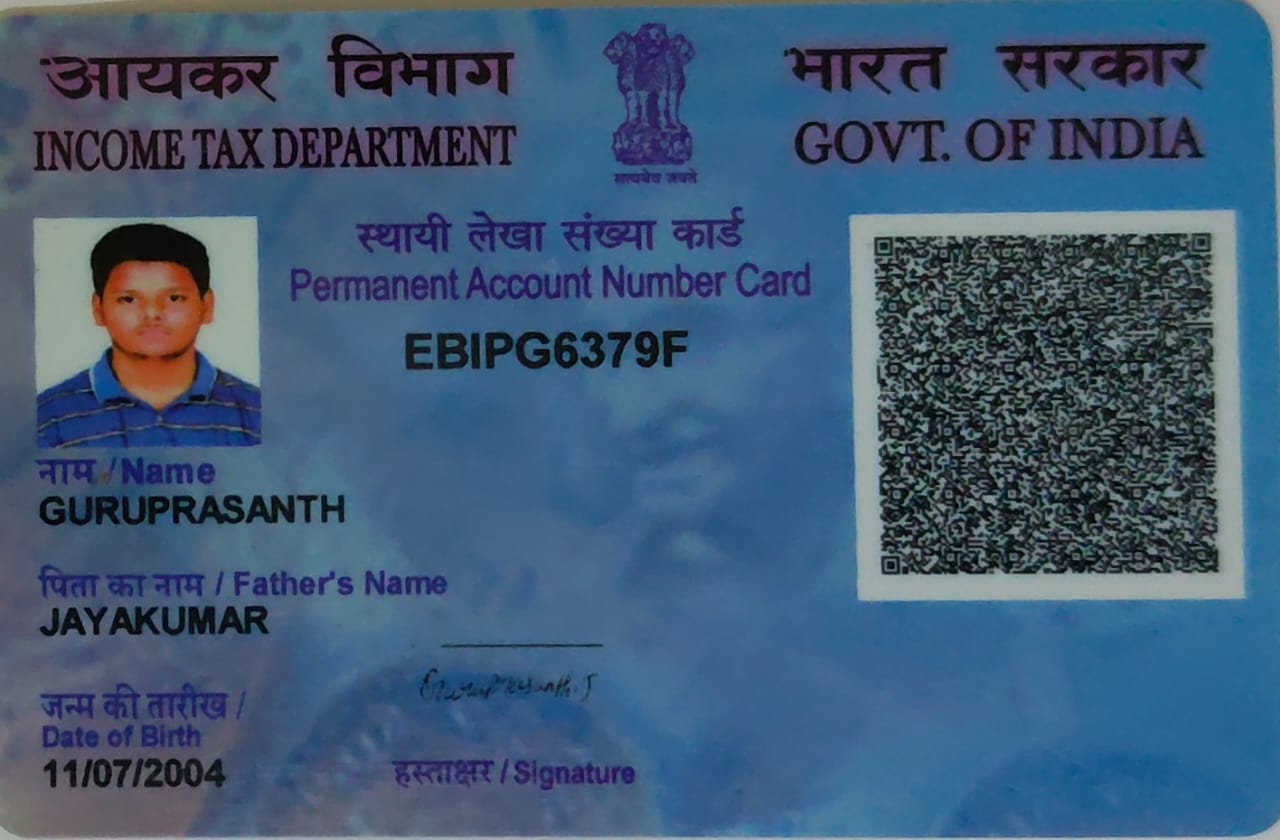 आयकर विभाग
INCOME TAX DEPARTMENT
सत्यमेव जयते
भारत सरकार
GOVT. OF INDIA
स्थायी लेखा संख्या कार्ड
Permanent Account Number Card
EBIPG6379F
नाम / Name
GURUPRASANTH
पिता का नाम / Father's Name
JAYAKUMAR
जन्म की तारीख /
Date of Birth
11/07/2004
Guruprasanth.J
हस्ताक्षर / Signature